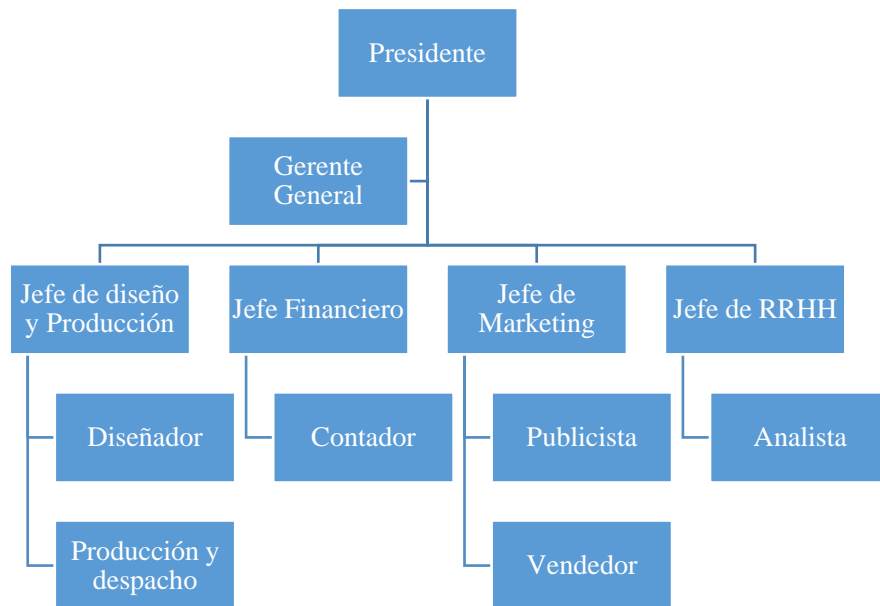 Presidente
Gerente
General
Jefe de diseño
y Producción
Jefe Financiero
Jefe de
Marketing
Jefe de RRHH
Diseñador
Contador
Publicista
Analista
Producción y
despacho
Vendedor